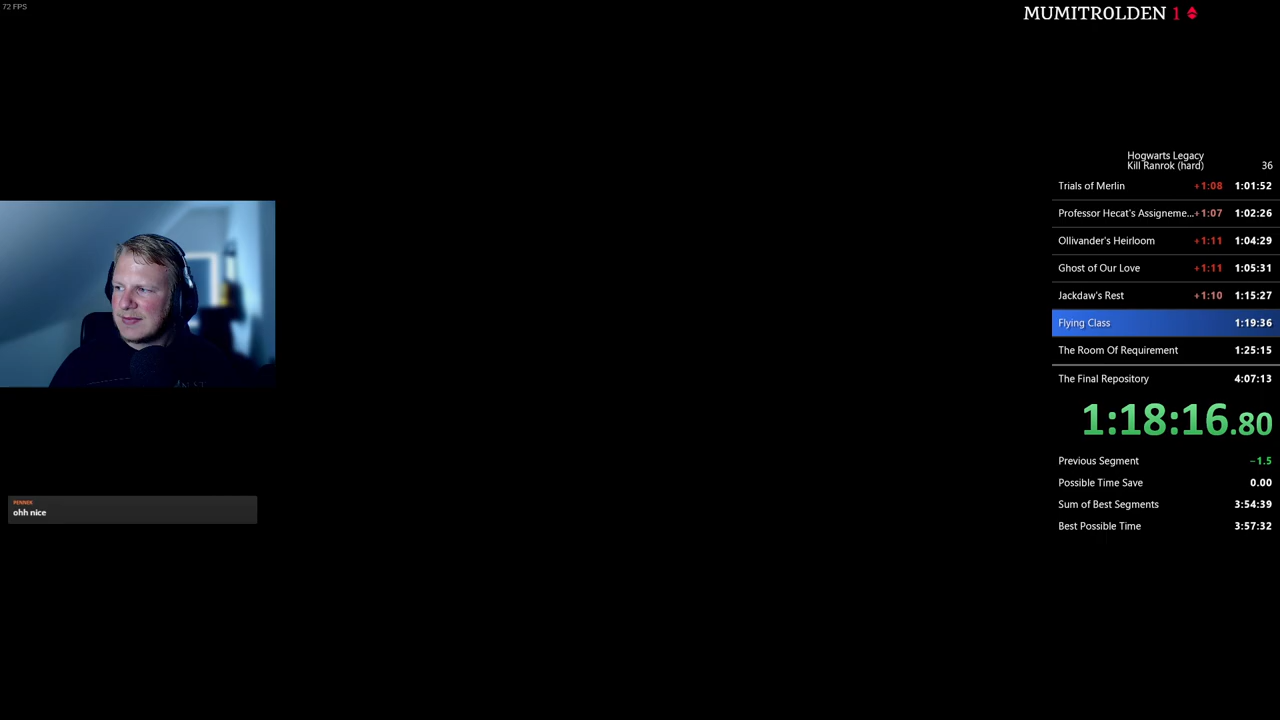 72 FPS
MUMITR0LDEN 1
Hogwarts Legacy
Kill Ranrok (hard) 36
Trials of Merlin +1:08 1:01:52
Professor Hecat's Assigneme... +1:07 1:02:26
Ollivander's Heirloom +1:11 1:04:29
Ghost of Our Love +1:11 1:05:31
Jackdaw's Rest +1:10 1:15:27
Flying Class 1:19:36
The Room Of Requirement 1:25:15
The Final Repository 4:07:13
1:18:16.80
Previous Segment −1.5
Possible Time Save 0.00
Sum of Best Segments 3:54:39
Best Possible Time 3:57:32
PENNEK
ohh nice